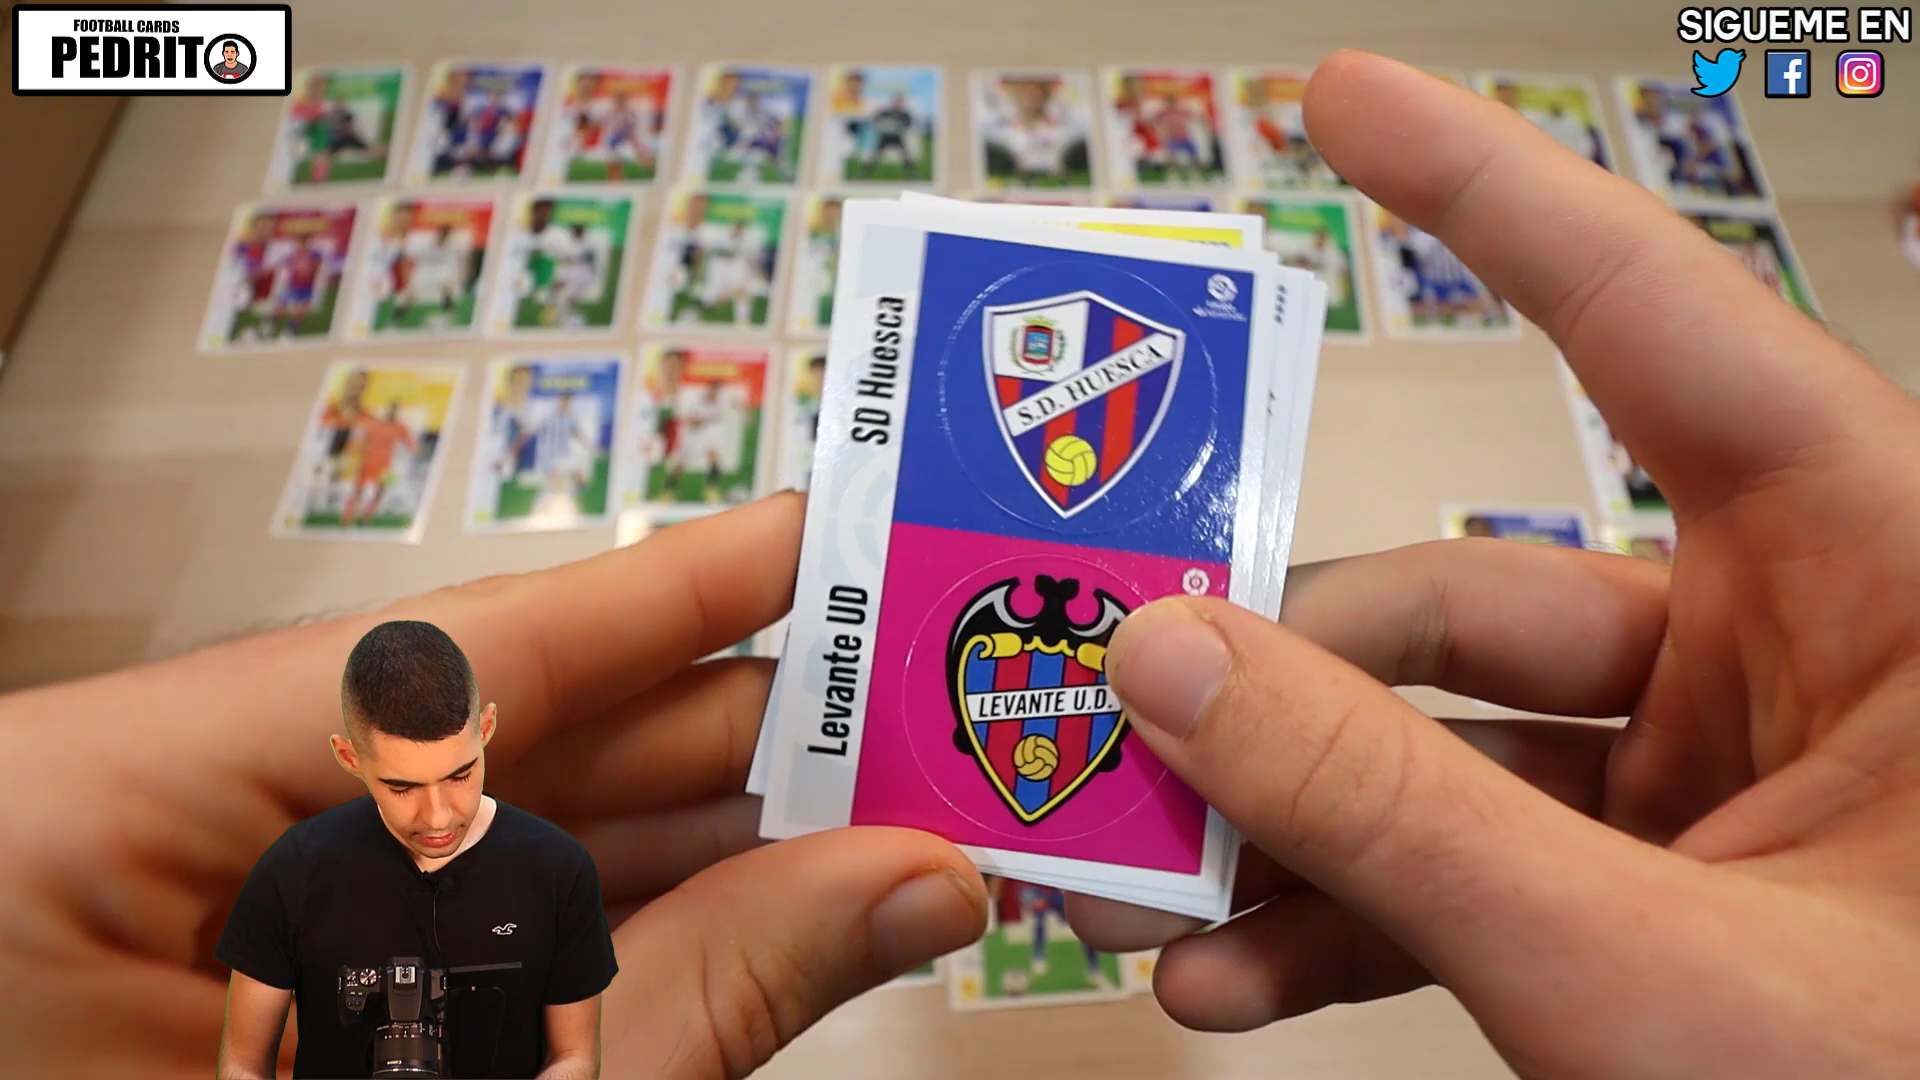 FOOTBALL CARDS
PEDRITO
SIGUEME EN
SD Huesca
S.D. HUESCA
Levante UD
LEVANTE U.D.